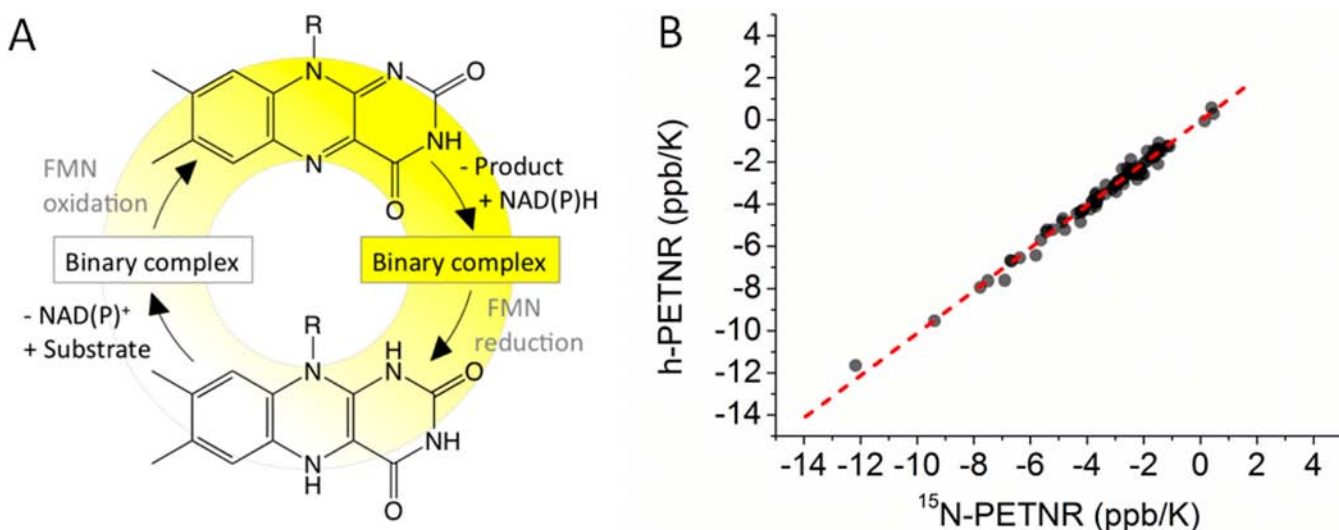 A
R
N
N
O
NH
N
O
FMN
oxidation
- Product
+ NAD(P)H
Binary complex
Binary complex
- NAD(P)⁺
+ Substrate
FMN
reduction
R
H
N
N
O
NH
N
H
O
B
4
2
0
-2
-4
-6
-8
-10
-12
-14
h-PETNR (ppb/K)
-14 -12 -10 -8 -6 -4 -2 0 2 4
¹⁵N-PETNR (ppb/K)